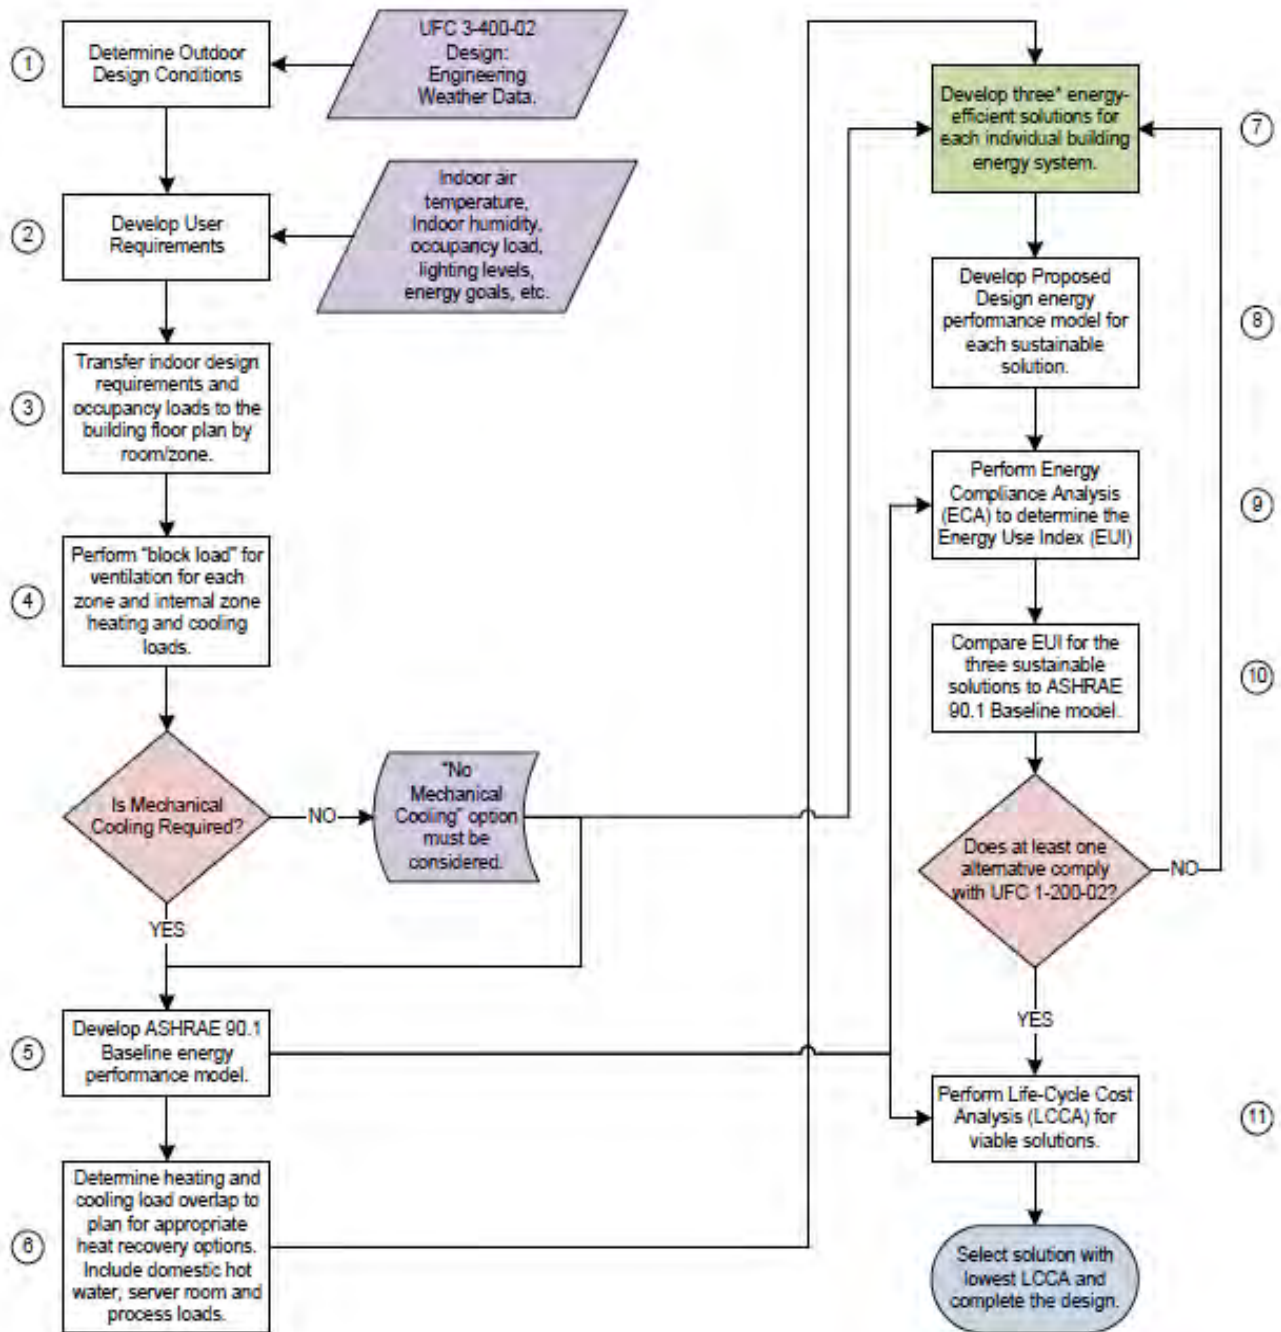 1
Determine Outdoor
Design Conditions
UFC 3-400-02
Design:
Engineering
Weather Data.
2
Develop User
Requirements
Indoor air
temperature,
Indoor humidity,
occupancy load,
lighting levels,
energy goals, etc.
3
Transfer indoor design
requirements and
occupancy loads to the
building floor plan by
room/zone.
4
Perform "block load" for
ventilation for each
zone and internal zone
heating and cooling
loads.
Is Mechanical
Cooling Required?
NO
"No
Mechanical
Cooling" option
must be
considered.
YES
5
Develop ASHRAE 90.1
Baseline energy
performance model.
6
Determine heating and
cooling load overlap to
plan for appropriate
heat recovery options.
Include domestic hot
water, server room and
process loads.
Develop three* energy-
efficient solutions for
each individual building
energy system.
7
Develop Proposed
Design energy
performance model for
each sustainable
solution.
8
Perform Energy
Compliance Analysis
(ECA) to determine the
Energy Use Index (EUI)
9
Compare EUI for the
three sustainable
solutions to ASHRAE
90.1 Baseline model.
10
Does at least one
alternative comply
with UFC 1-200-02?
NO
YES
Perform Life-Cycle Cost
Analysis (LCCA) for
viable solutions.
11
Select solution with
lowest LCCA and
complete the design.